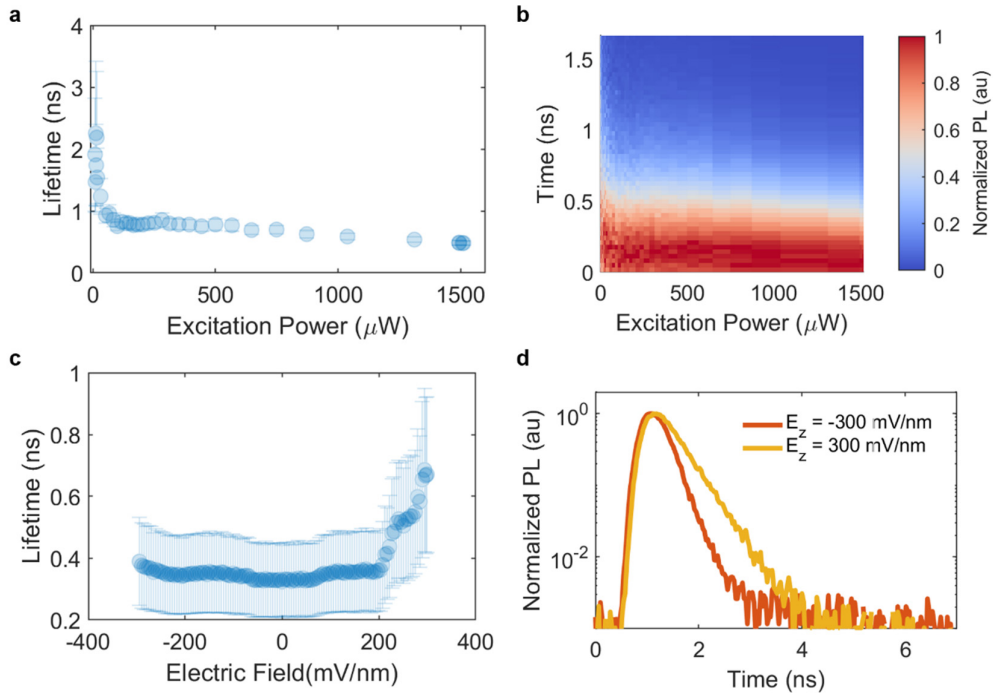 a
4
3
2
1
0
Lifetime (ns)
0
500
1000
1500
Excitation Power (μW)
b
1.5
1
0.5
0
Time (ns)
0
500
1000
1500
Excitation Power (μW)
1
0.8
0.6
0.4
0.2
0
Normalized PL (au)
c
1
0.8
0.6
0.4
0.2
Lifetime (ns)
-400
-200
0
200
400
Electric Field(mV/nm)
d
10^0
10^-2
Normalized PL (au)
E_z = -300 mV/nm
E_z = 300 mV/nm
0
2
4
6
Time (ns)